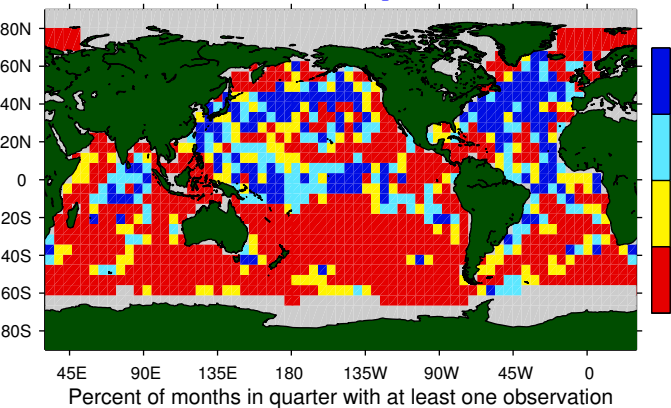 80N
60N
40N
20N
0
20S
40S
60S
80S
45E 90E 135E 180 135W 90W 45W 0
Percent of months in quarter with at least one observation